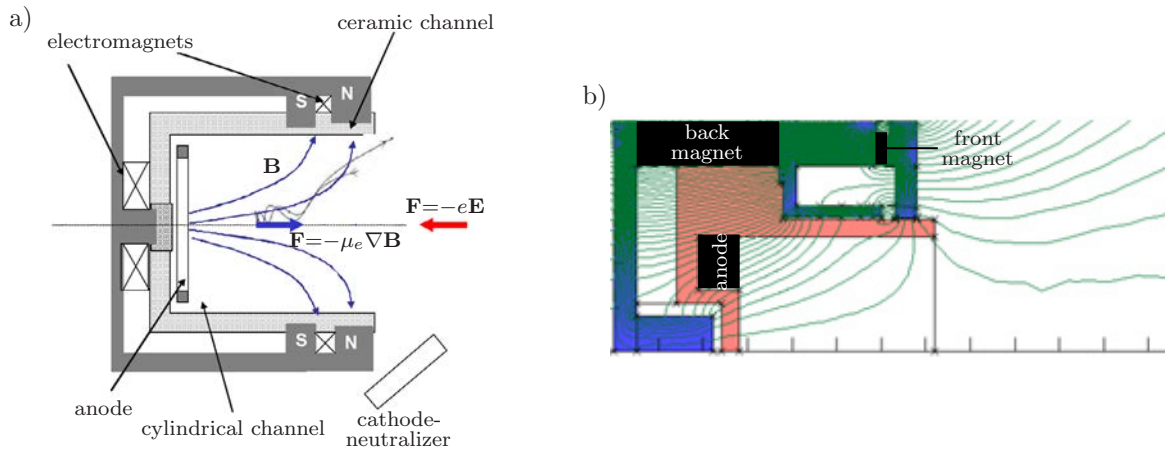 a)
electromagnets
ceramic channel
S
N
B
F=−eE
F=−μₑ∇B
S
N
anode
cylindrical channel
cathode-
neutralizer
b)
back
magnet
front
magnet
anode